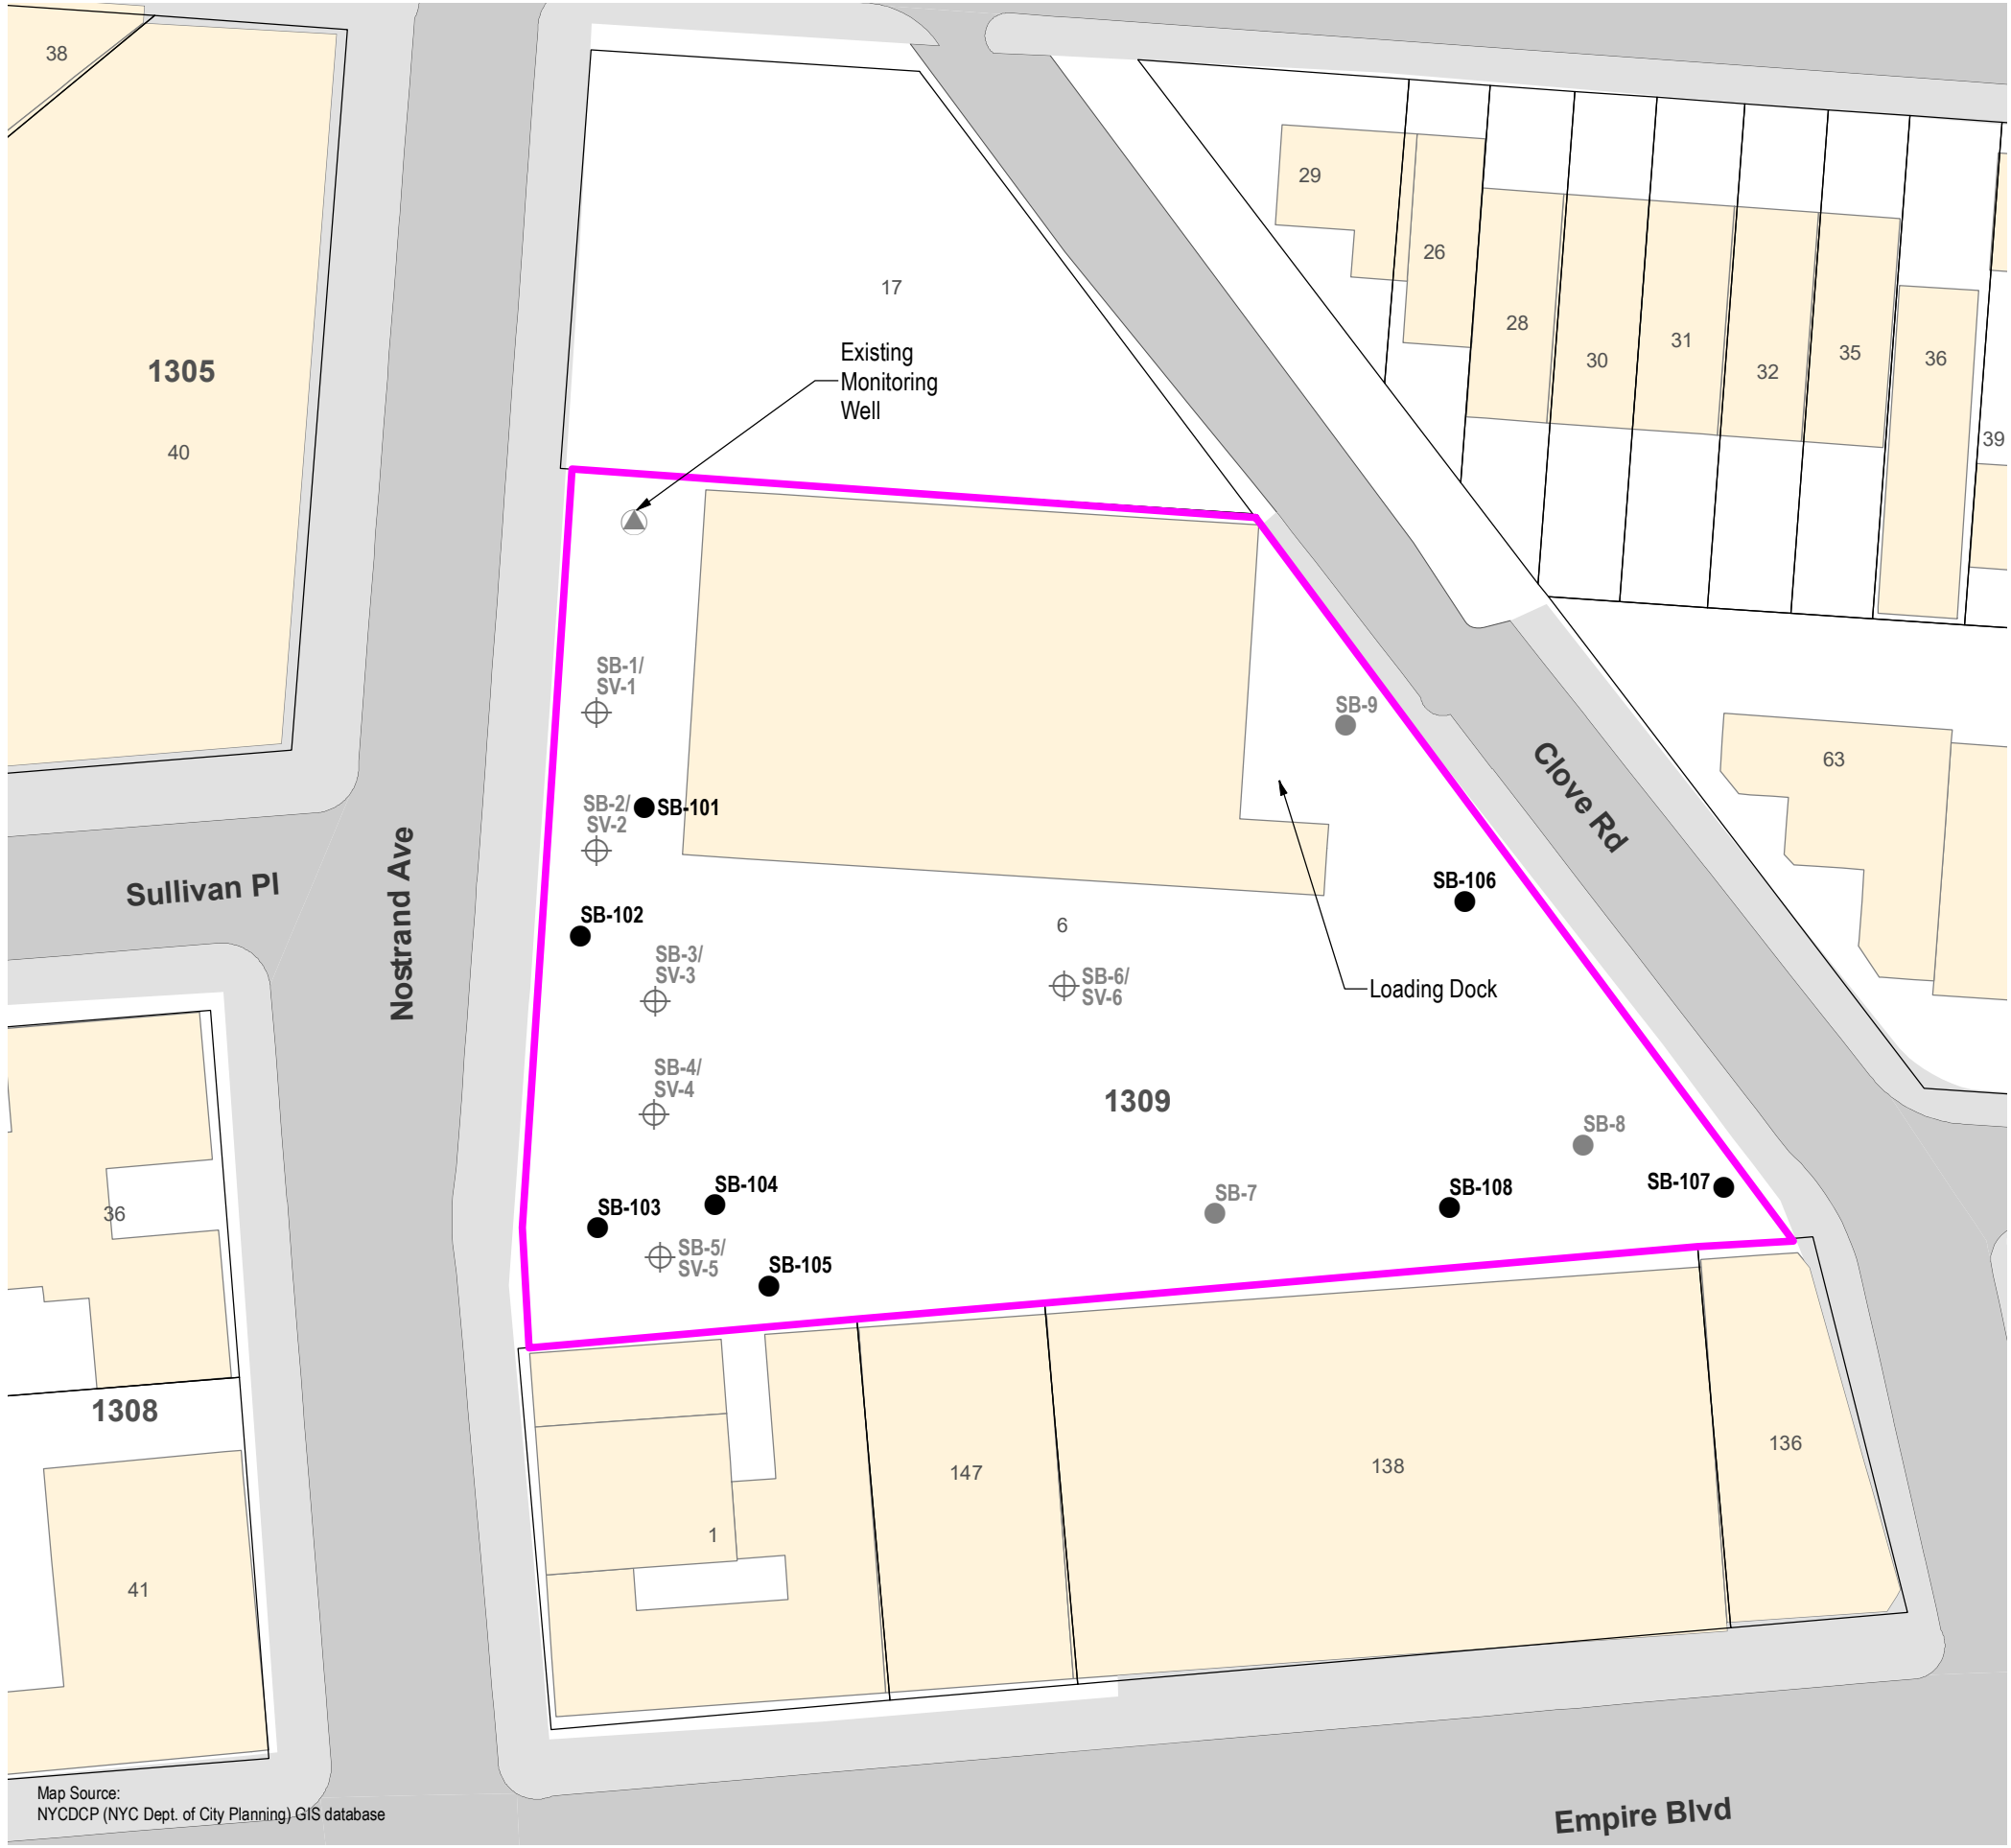 38
17
29
26
28
30
31
32
35
36
39
Existing
Monitoring
Well
1305
40
SB-1/
SV-1
SB-9
63
Clove Rd
SB-2/
SV-2
SB-101
Sullivan Pl
Nostrand Ave
SB-106
SB-102
6
SB-3/
SV-3
SB-6/
SV-6
Loading Dock
SB-4/
SV-4
1309
SB-8
SB-104
SB-7
SB-108
SB-107
SB-103
36
SB-5/
SV-5
SB-105
1308
147
138
136
1
41
Map Source:
NYCDCP (NYC Dept. of City Planning) GIS database
Empire Blvd